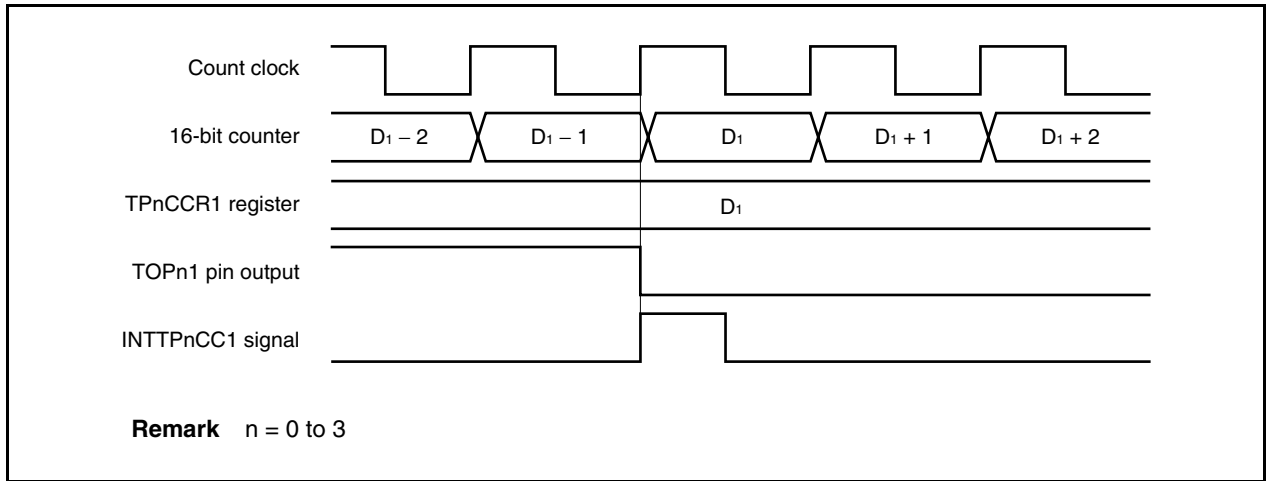 Count clock
16-bit counter D₁ − 2 D₁ − 1 D₁ D₁ + 1 D₁ + 2
TPnCCR1 register D₁
TOPn1 pin output
INTTPnCC1 signal
Remark n = 0 to 3